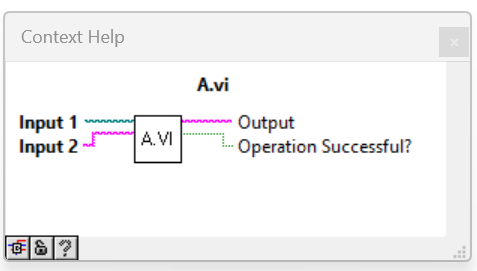 Context Help
A.vi
Input 1
Input 2
A.VI
Output
Operation Successful?
?